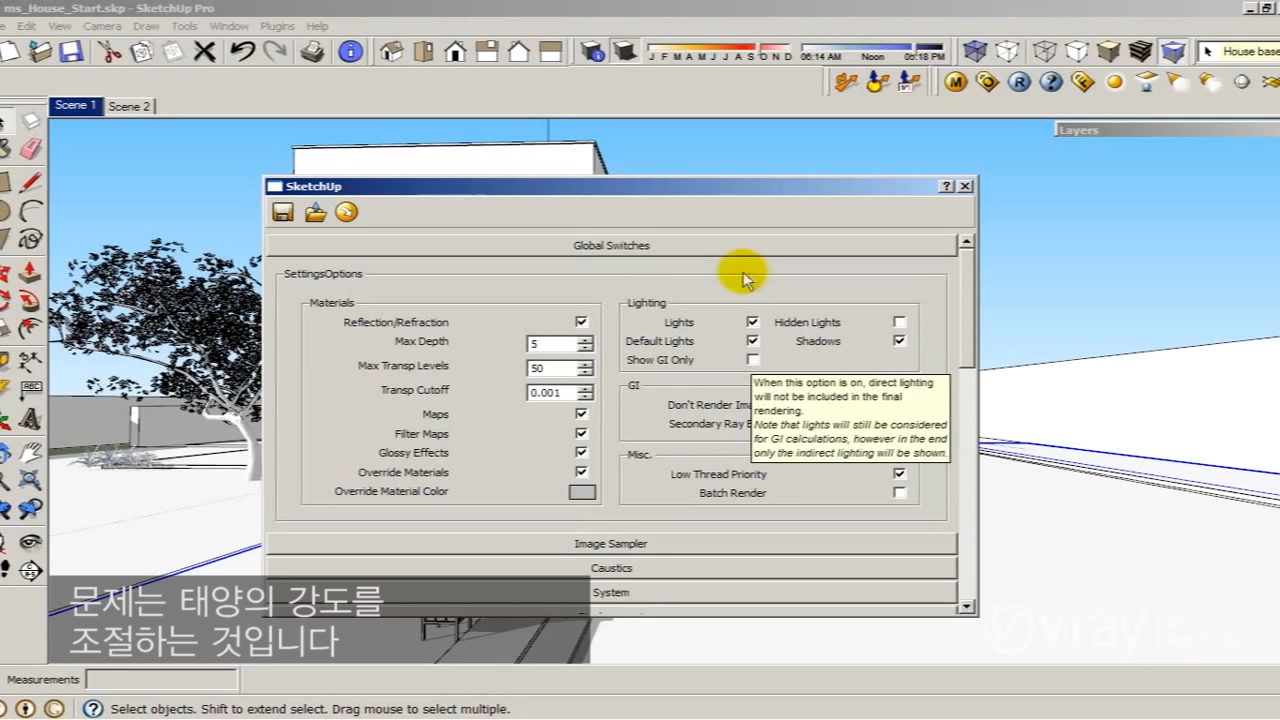 ms_House_Start.skp - SketchUp Pro
Edit View Camera Draw Tools Window Plugins Help
J F M A M J J A S O N D 06:14 AM Noon 05:18 PM
House base
Scene 1 Scene 2
Layers
SketchUp
Global Switches
SettingsOptions
Materials
Reflection/Refraction
Max Depth 5
Max Transp Levels 50
Transp Cutoff 0.001
Maps
Filter Maps
Glossy Effects
Override Materials
Override Material Color
Lighting
Lights Hidden Lights
Default Lights Shadows
Show GI Only
GI
Don't Render Ima
Secondary Ray
When this option is on, direct lighting
will not be included in the final
rendering.
Note that lights will still be considered
for GI calculations, however in the end
only the indirect lighting will be shown.
Misc.
Low Thread Priority
Batch Render
Image Sampler
Caustics
System
문제는 태양의 강도를
조절하는 것입니다
vray
Measurements
Select objects. Shift to extend select. Drag mouse to select multiple.